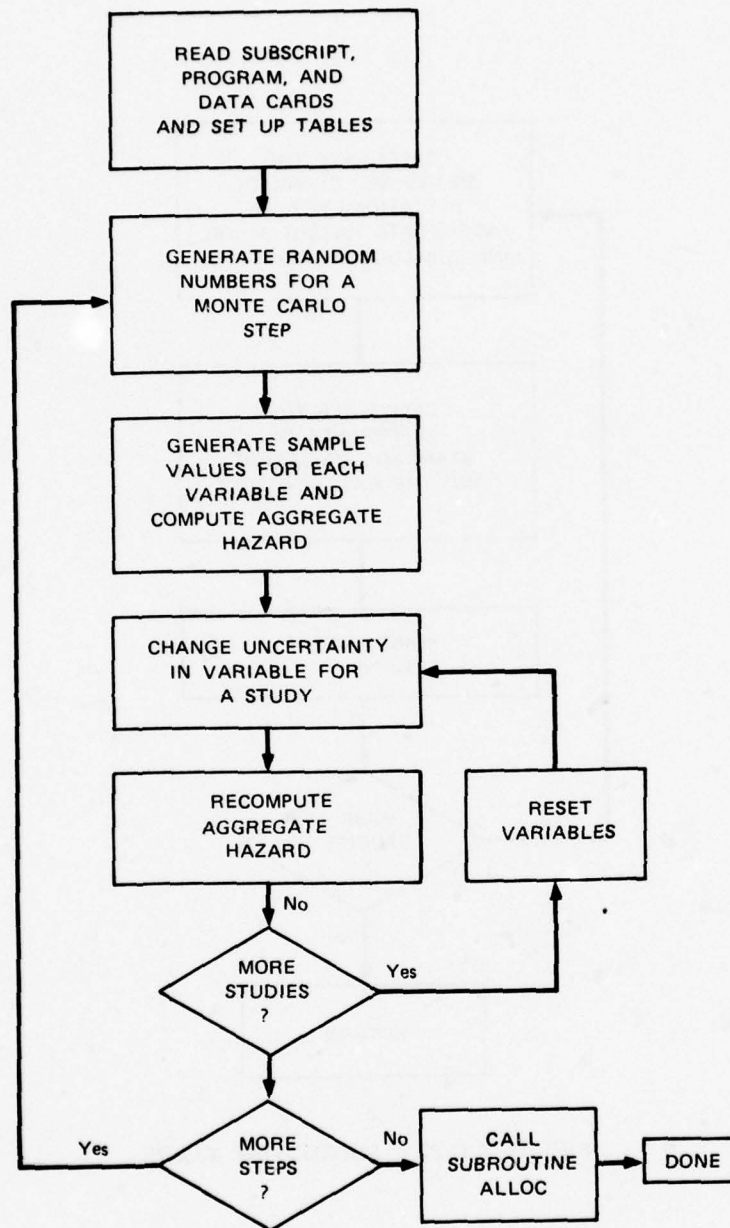 READ SUBSCRIPT,
PROGRAM, AND
DATA CARDS
AND SET UP TABLES
GENERATE RANDOM
NUMBERS FOR A
MONTE CARLO
STEP
GENERATE SAMPLE
VALUES FOR EACH
VARIABLE AND
COMPUTE AGGREGATE
HAZARD
CHANGE UNCERTAINTY
IN VARIABLE FOR
A STUDY
RECOMPUTE
AGGREGATE
HAZARD
RESET
VARIABLES
No
MORE
STUDIES
?
Yes
MORE
STEPS
?
Yes
No
CALL
SUBROUTINE
ALLOC
DONE